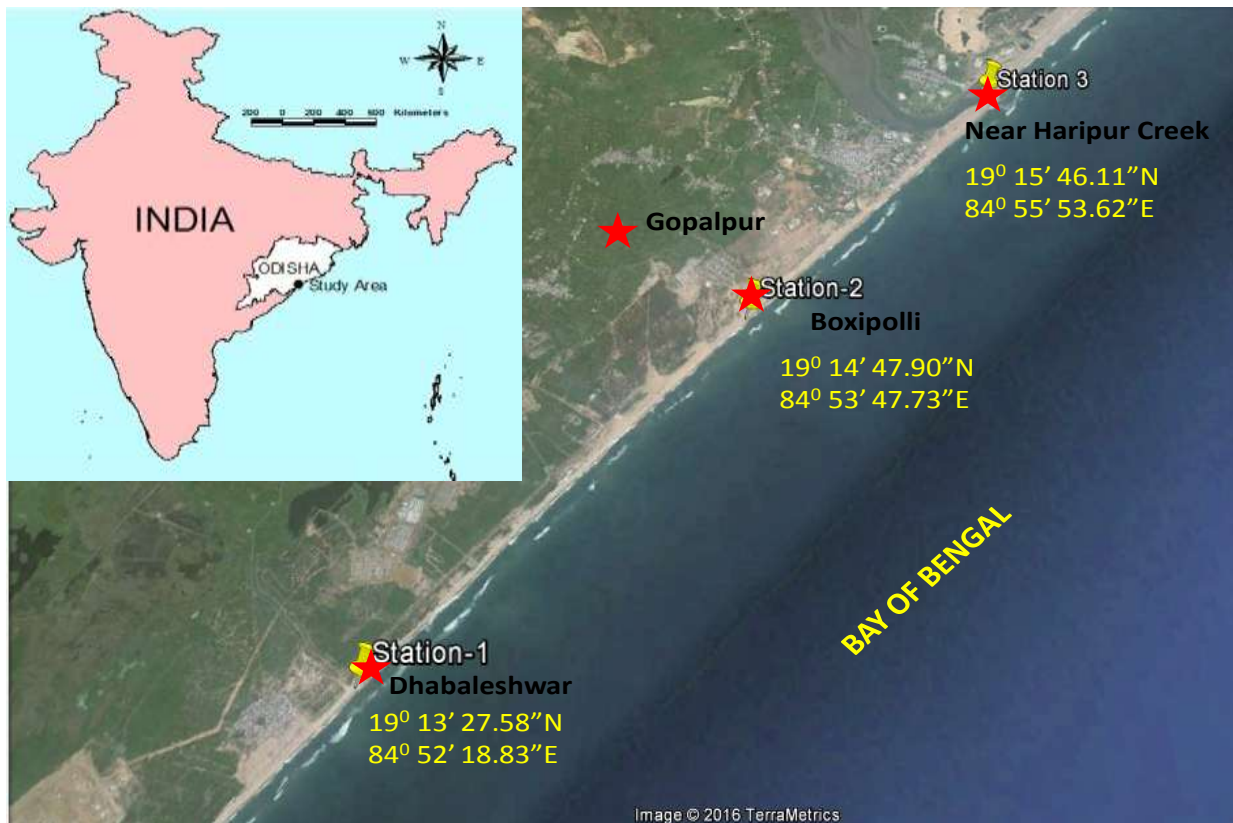 N
W E
S
200 0 200 400 600 Kilometers
INDIA
ODISHA
Study Area
Station 3
Near Haripur Creek
19⁰ 15’ 46.11”N
84⁰ 55’ 53.62”E
Gopalpur
Station-2
Boxipolli
19⁰ 14’ 47.90”N
84⁰ 53’ 47.73”E
BAY OF BENGAL
Station-1
Dhabaleshwar
19⁰ 13’ 27.58”N
84⁰ 52’ 18.83”E
Image © 2016 TerraMetrics